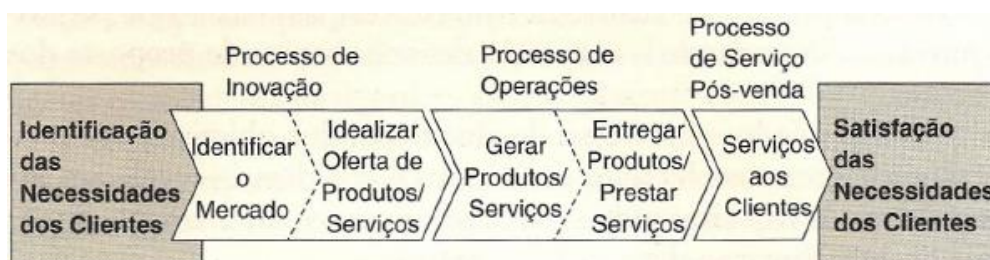 Processo de
Inovação
Processo de
Operações
Processo
de Serviço
Pós-venda
Identificação
das
Necessidades
dos Clientes
Identificar
o
Mercado
Idealizar
Oferta de
Produtos/
Serviços
Gerar
Produtos/
Serviços
Entregar
Produtos/
Prestar
Serviços
Serviços
aos
Clientes
Satisfação
das
Necessidades
dos Clientes